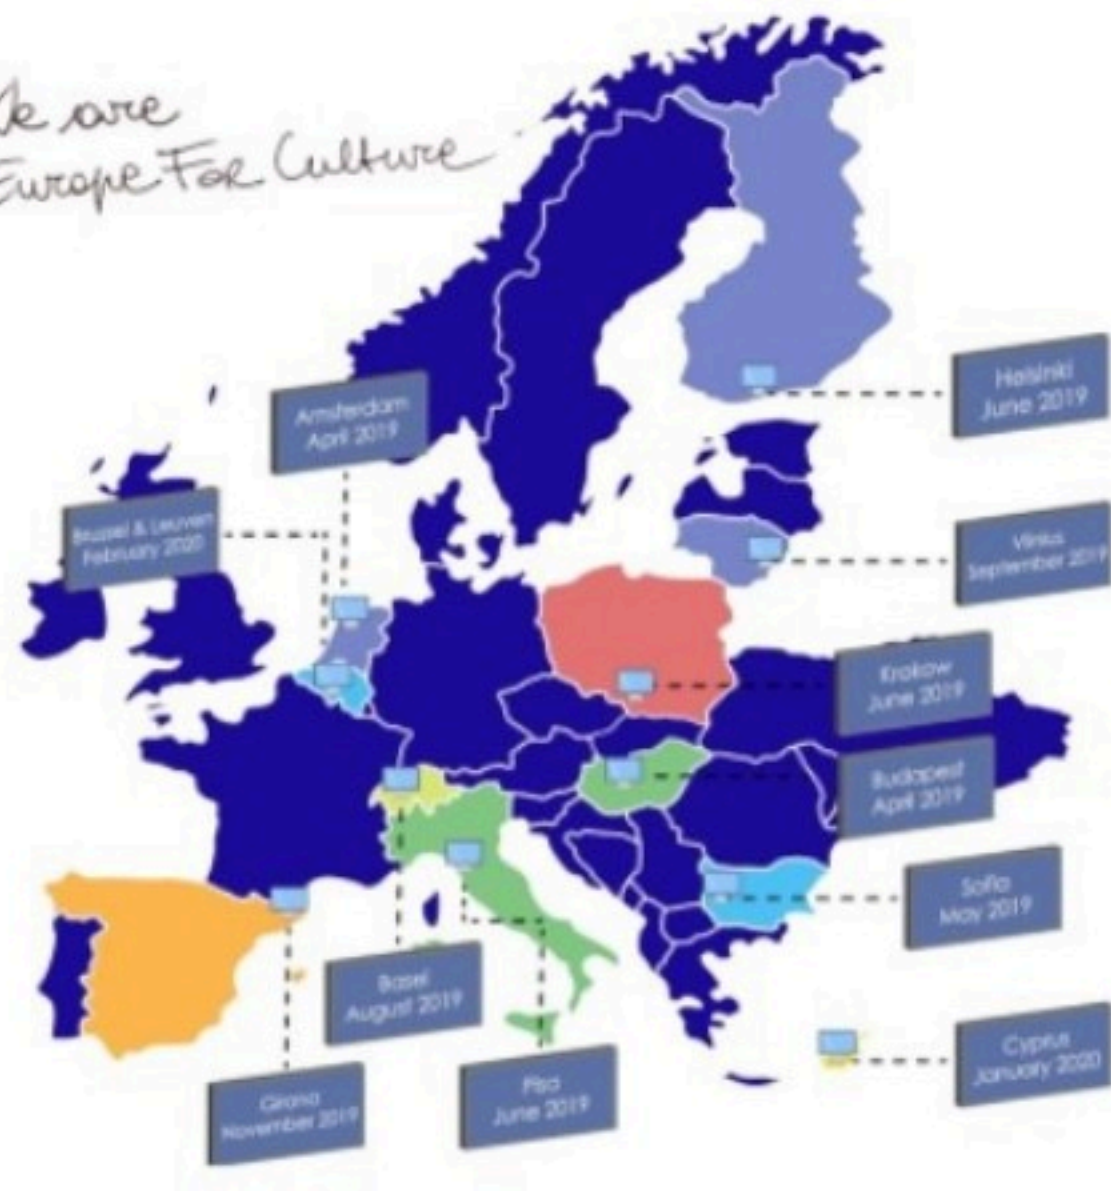 We are
Europe For Culture
Helsinki
June 2019
Amsterdam
April 2019
Brussel & Leuven
February 2020
Vilnius
September 2019
Krakow
June 2019
Budapest
April 2019
Sofia
May 2019
Basel
August 2019
Cyprus
January 2020
Pisa
June 2019
Girona
November 2019